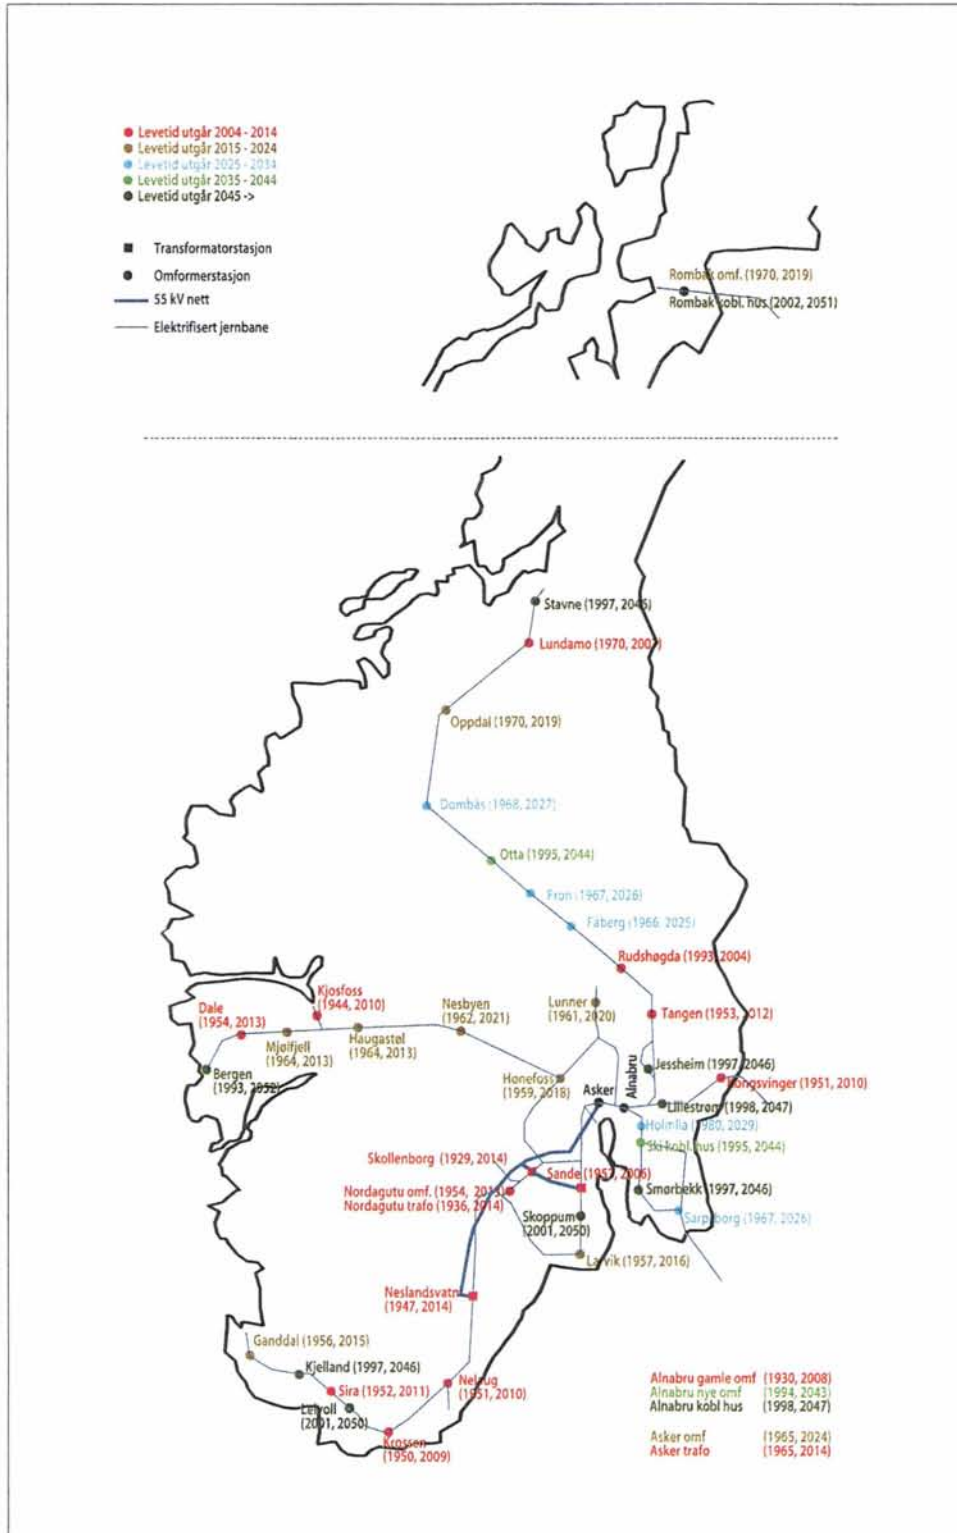 Levetid utgår 2004 - 2014
Levetid utgår 2015 - 2024
Levetid utgår 2025 - 2034
Levetid utgår 2035 - 2044
Levetid utgår 2045 ->
Transformatorstasjon
Omformerstasjon
55 kV nett
Elektrifisert jernbane
Rombak omf. (1970, 2019)
Rombak kobl. hus (2002, 2051)
Stavne (1997, 2046)
Lundamo (1970,
Oppdal (1970, 2019)
Dombås (1968, 2027)
Otta (1995, 2044)
Fron (1967, 2026)
Fåberg (1966, 2025)
Rudshøgda (1993, 2004)
Tangen (1953, 2012)
Kjosfoss
(1944, 2010)
Dale
(1954, 2013)
Mjølfjell
(1964, 2013)
Haugastøl
(1964, 2013)
Nesbyen
(1962, 2021)
Lunner
(1961, 2020)
Bergen
(1993, 2052)
Hønefoss
(1959, 2018)
Asker
Alnabru
Jessheim (1997, 2046)
Kongsvinger (1951, 2010)
Lillestrøm (1998, 2047)
Holmlia (1980, 2029)
Ski kobl. hus (1995, 2044)
Skollenborg (1929, 2014)
Sande (1957, 2006)
Nordagutu omf. (1954, 2013)
Nordagutu trafo (1936, 2014)
Smørbekk (1997, 2046)
Skoppum
(2001, 2050)
Sarpsborg (1967, 2026)
Larvik (1957, 2016)
Neslandsvatn
(1947, 2014)
Ganddal (1956, 2015)
Kjelland (1997, 2046)
Sira (1952, 2011)
Leivoll
(2001, 2050)
Nelaug
(1951, 2010)
Krossen
(1950, 2009)
Alnabru gamle omf (1930, 2008)
Alnabru nye omf (1994, 2043)
Alnabru kobl hus (1998, 2047)
Asker omf (1965, 2024)
Asker trafo (1965, 2014)